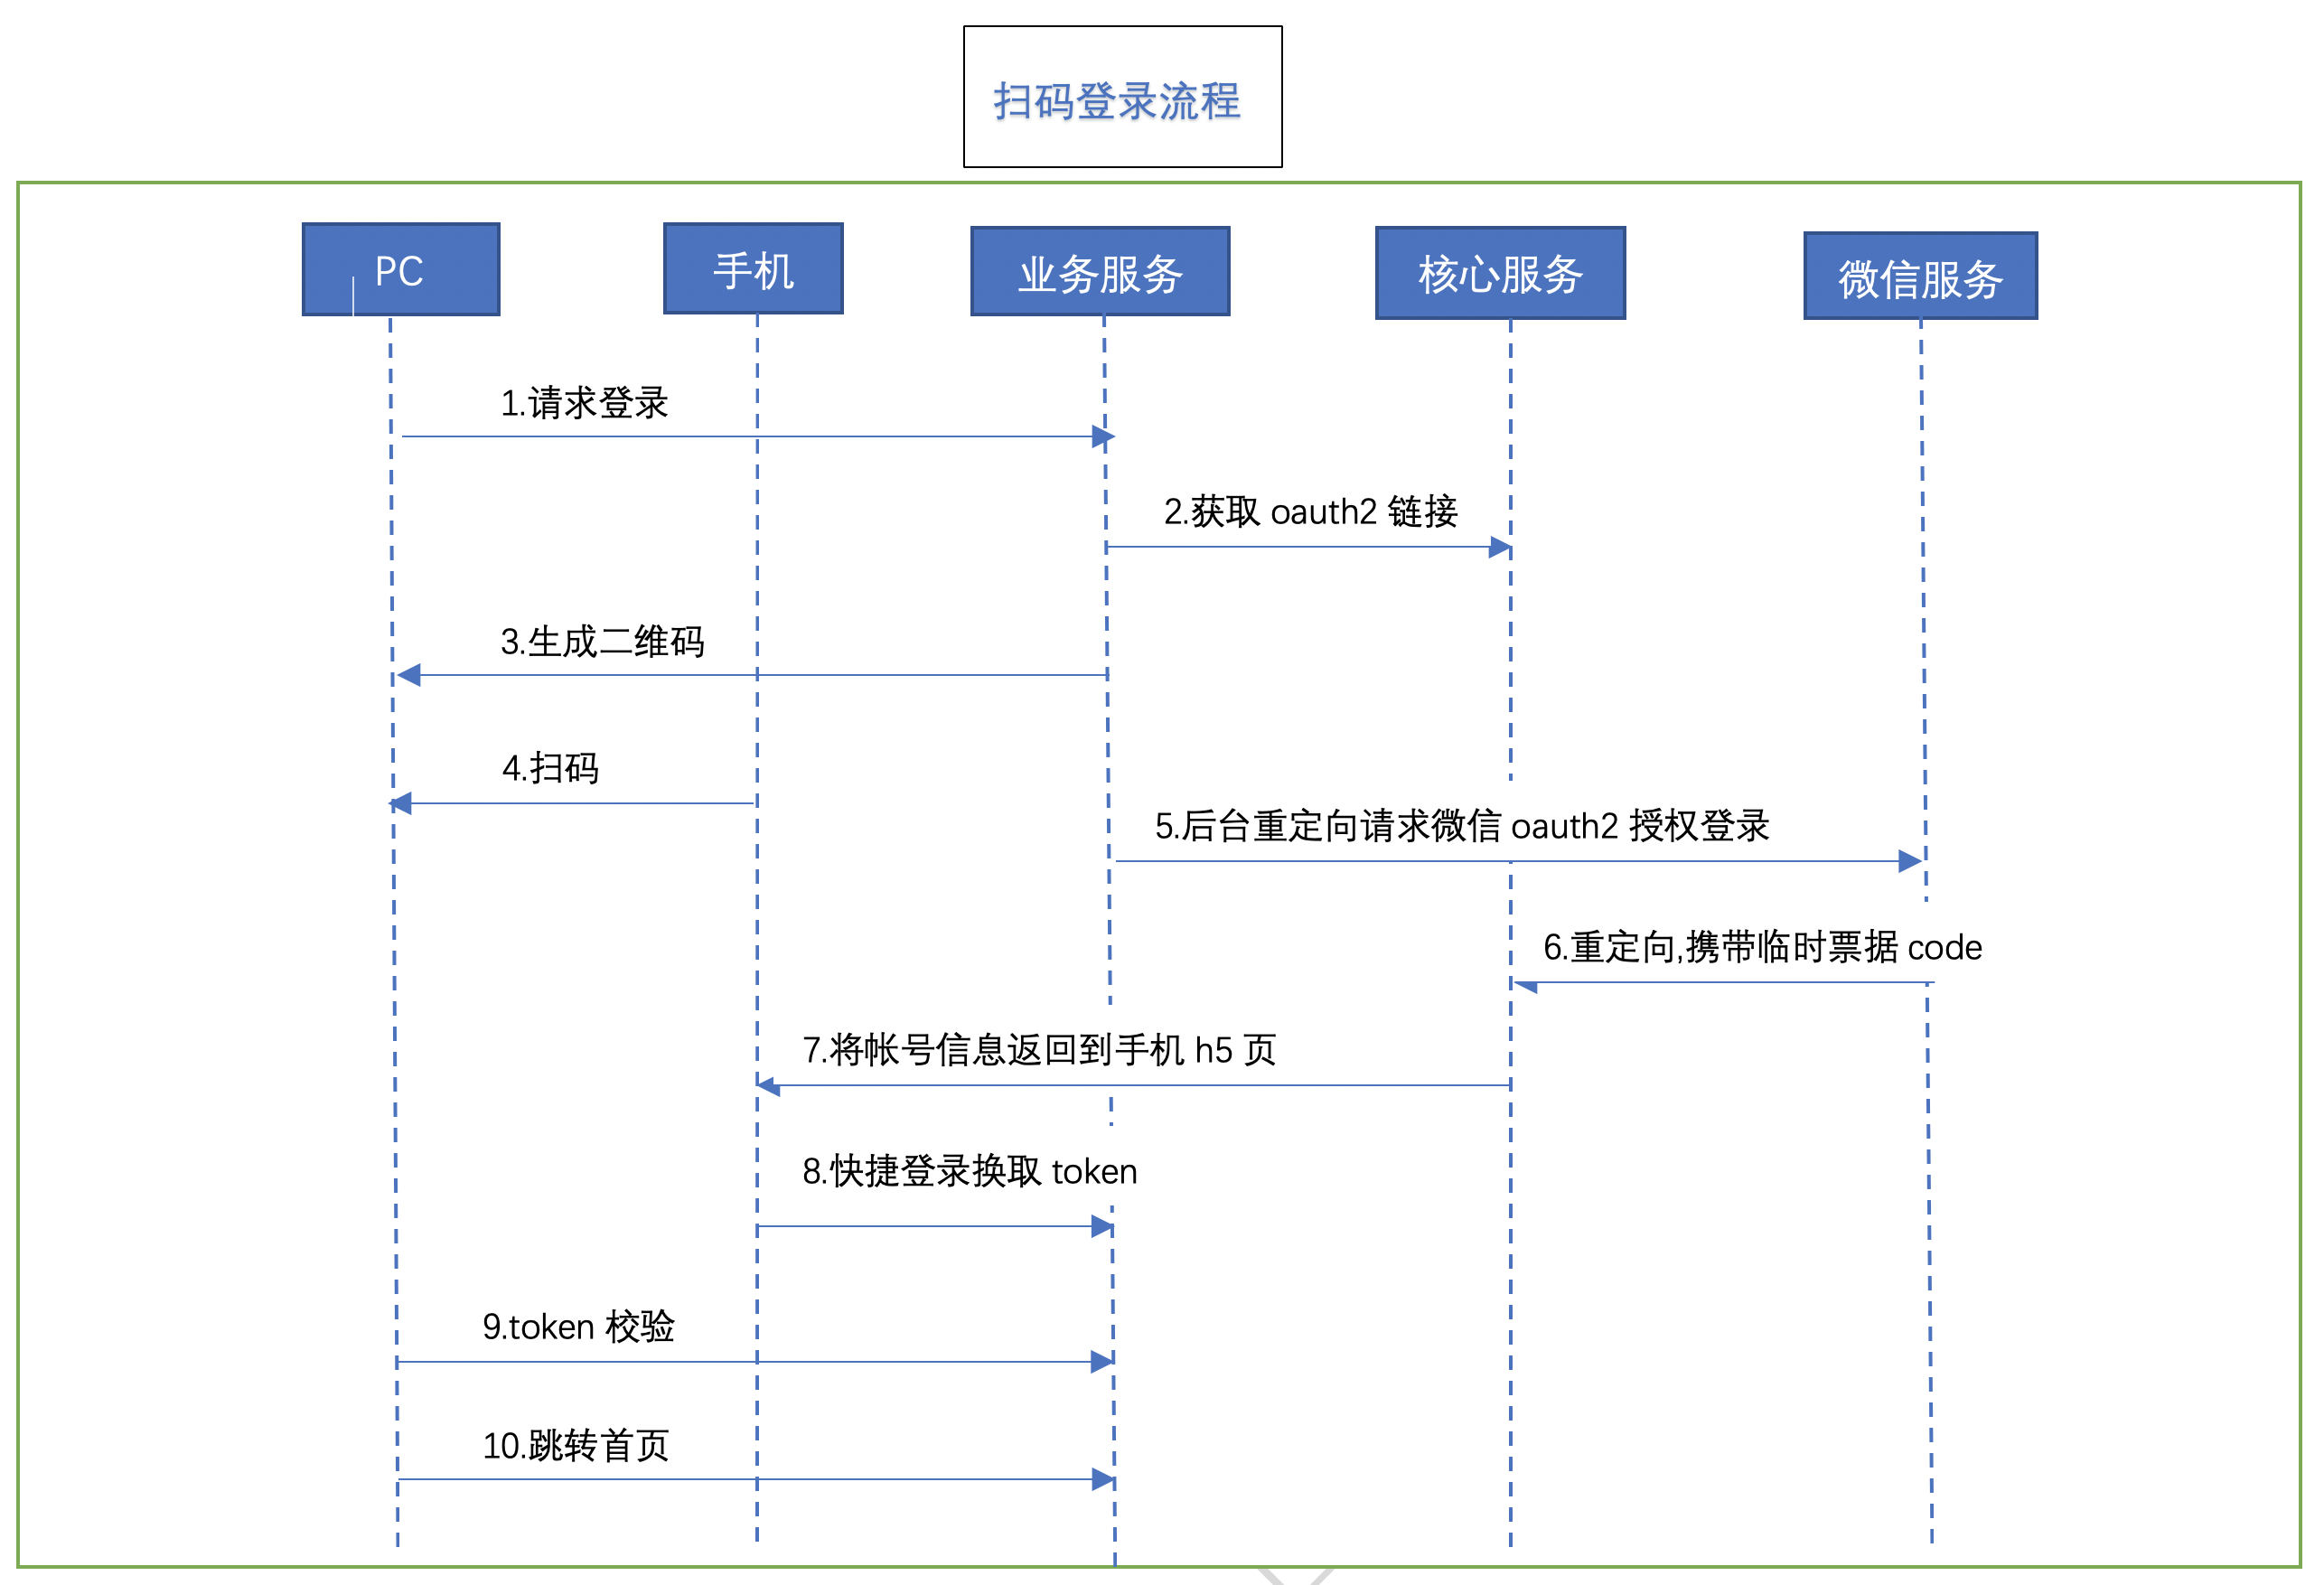 扫码登录流程
PC
手机
业务服务
核心服务
微信服务
1.请求登录
2.获取 oauth2 链接
3.生成二维码
4.扫码
5.后台重定向请求微信 oauth2 授权登录
6.重定向,携带临时票据 code
7.将帐号信息返回到手机 h5 页
8.快捷登录换取 token
9.token 校验
10.跳转首页